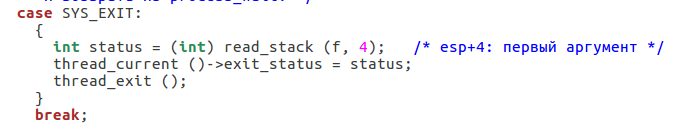 case SYS_EXIT:
{
int status = (int) read_stack (f, 4);   /* esp+4: первый аргумент */
thread_current ()->exit_status = status;
thread_exit ();
}
break;